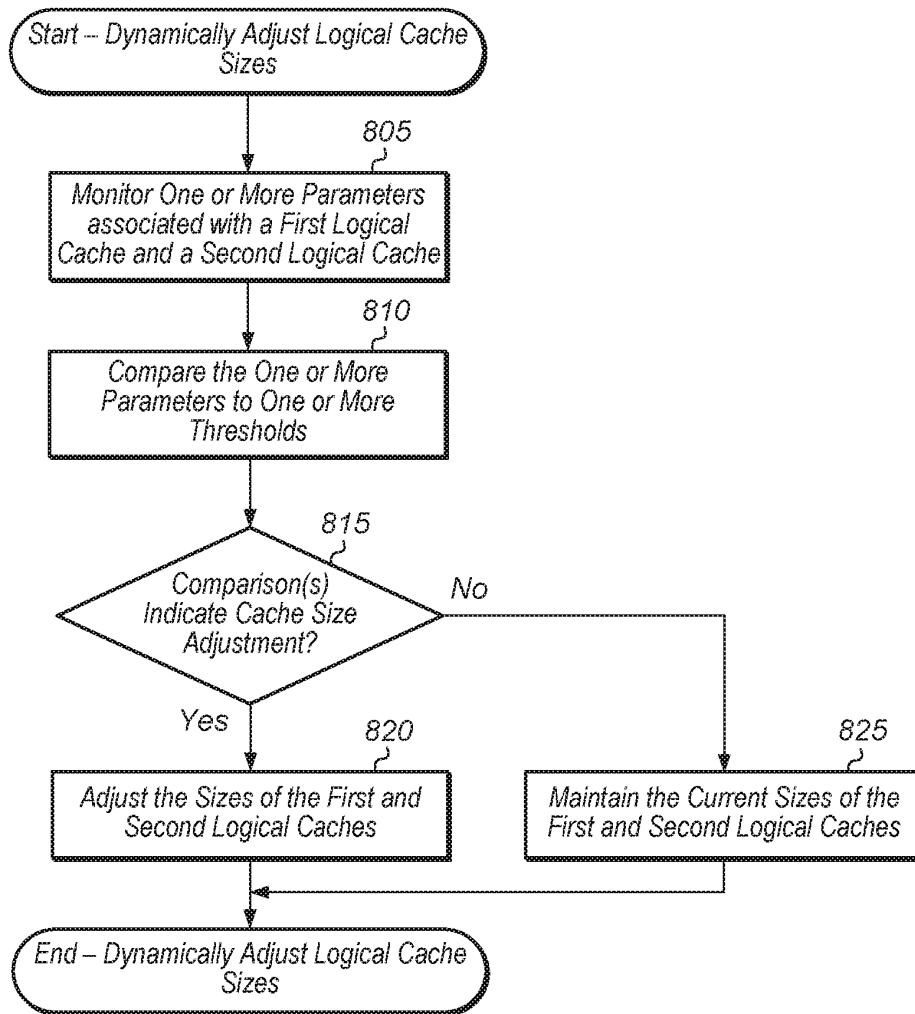 Start – Dynamically Adjust Logical Cache
Sizes
805
Monitor One or More Parameters
associated with a First Logical
Cache and a Second Logical Cache
810
Compare the One or More
Parameters to One or More
Thresholds
815
Comparison(s)
Indicate Cache Size
Adjustment?
No
Yes
820
Adjust the Sizes of the First and
Second Logical Caches
825
Maintain the Current Sizes of the
First and Second Logical Caches
End – Dynamically Adjust Logical Cache
Sizes